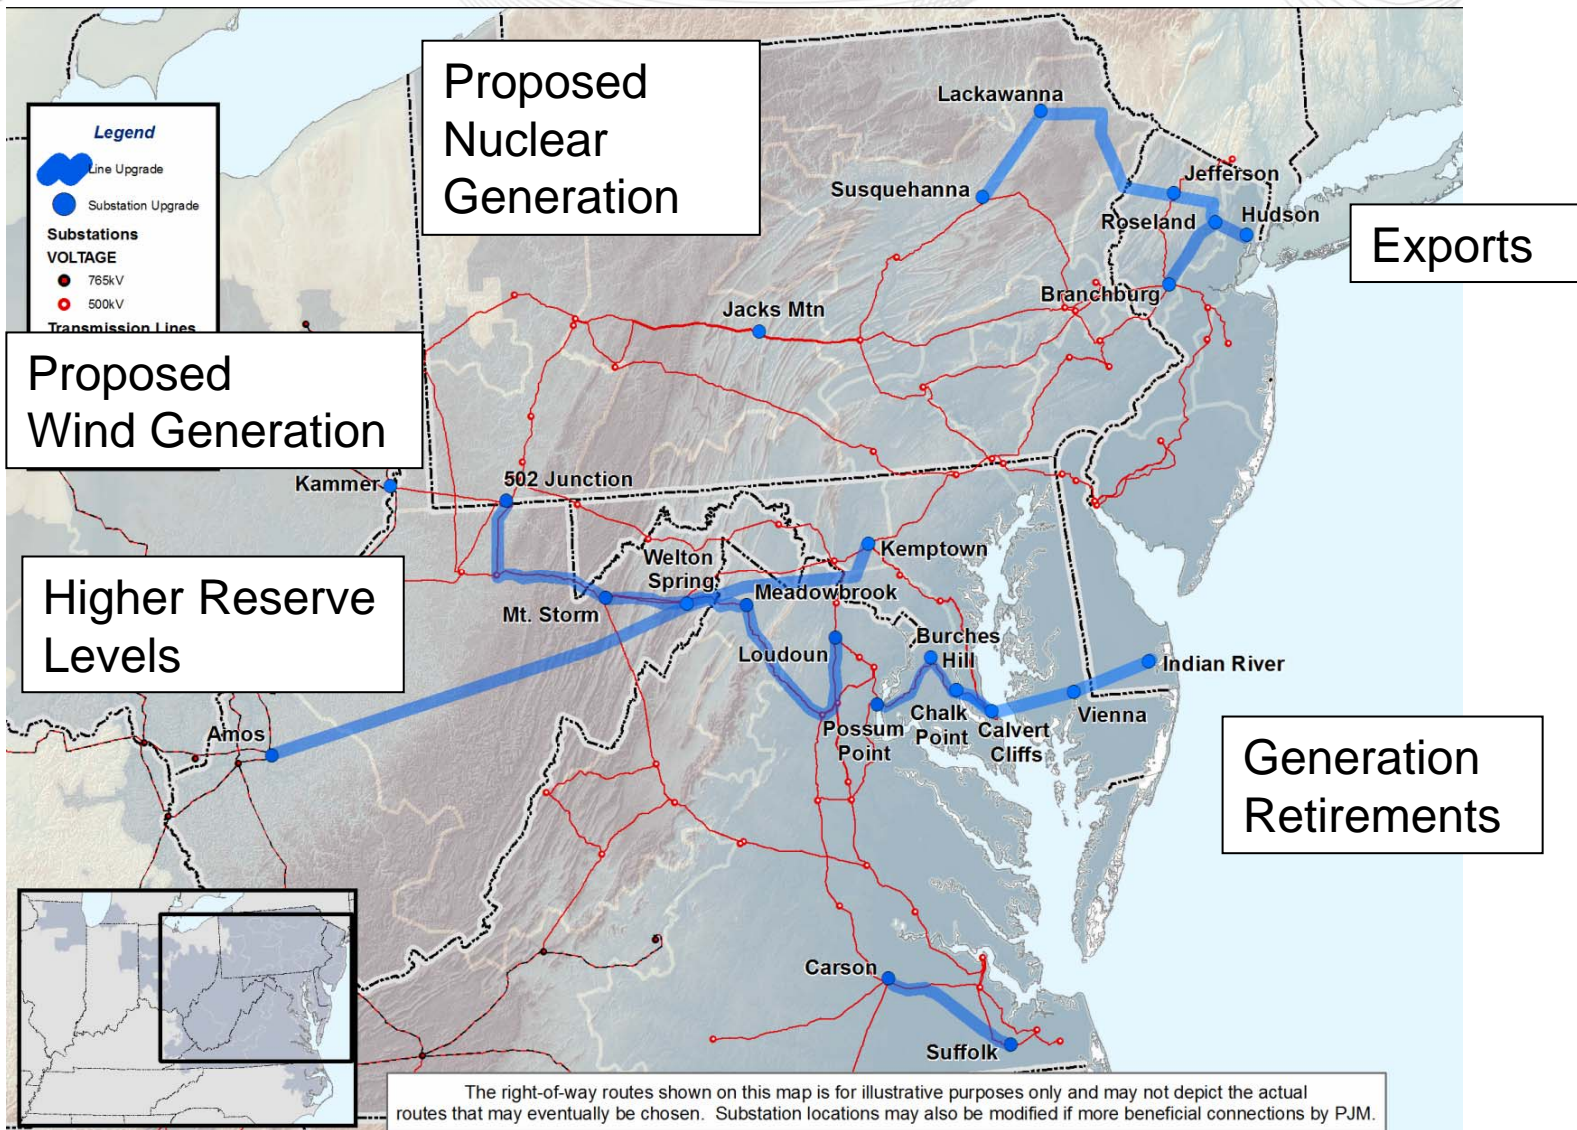 Proposed
Nuclear
Generation
Lackawanna
Legend
Line Upgrade
Substation Upgrade
Substations
VOLTAGE
765kV
500kV
Transmission Lines
Susquehanna
Jefferson
Roseland
Hudson
Exports
Branchburg
Jacks Mtn
Proposed
Wind Generation
Kammer
502 Junction
Kemptown
Welton
Spring
Meadowbrook
Higher Reserve
Levels
Mt. Storm
Loudoun
Burches
Hill
Indian River
Amos
Possum
Point
Chalk
Point
Calvert
Cliffs
Vienna
Generation
Retirements
Carson
Suffolk
The right-of-way routes shown on this map is for illustrative purposes only and may not depict the actual
routes that may eventually be chosen. Substation locations may also be modified if more beneficial connections by PJM.